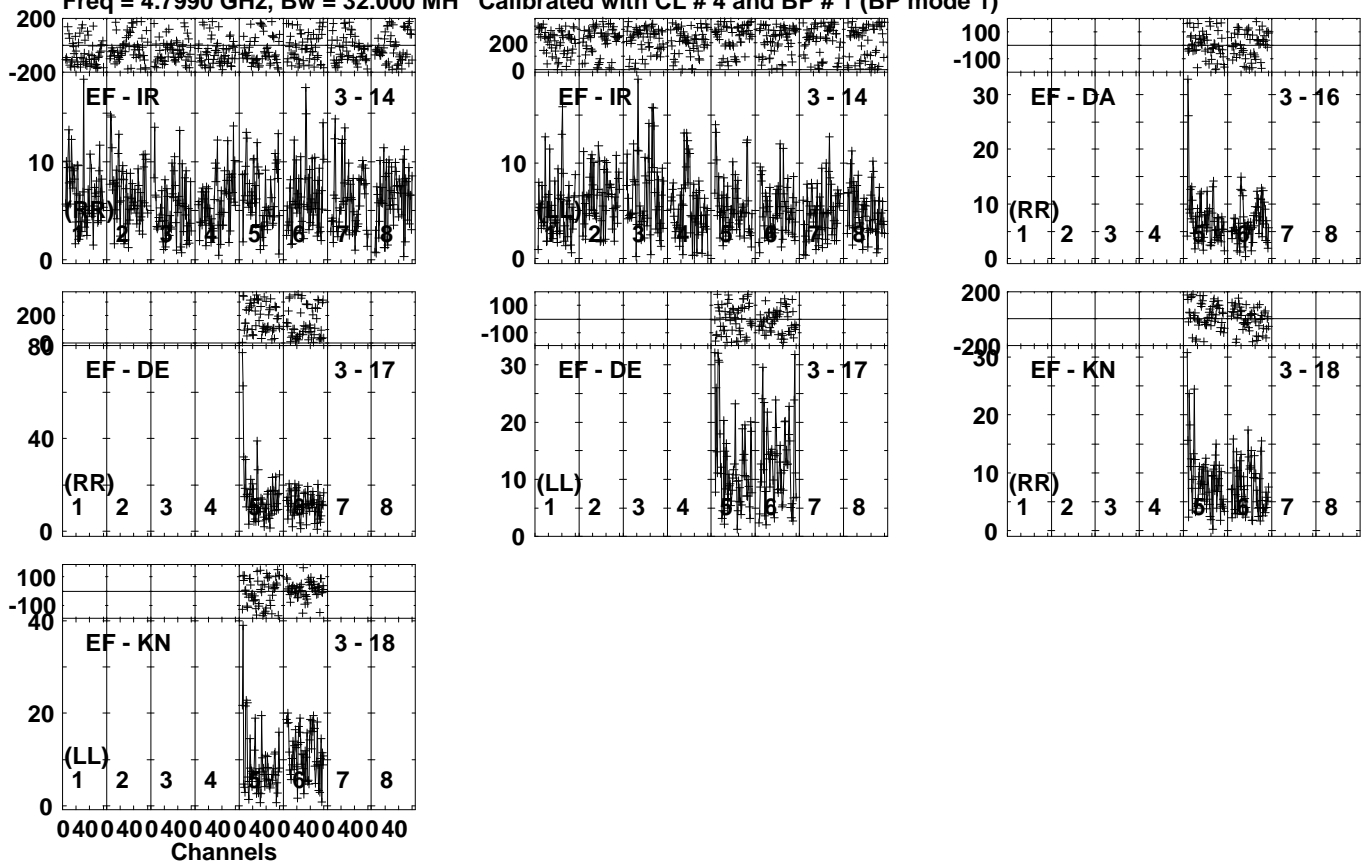 Freq = 4.7990 GHz, Bw = 32.000 MH Calibrated with CL # 4 and BP # 1 (BP mode 1)
200
-200
EF - IR 3 - 14
10
0
(RR)
1 2 3 4 5 6 7 8
200
0
EF - IR 3 - 14
10
0
(LL)
1 2 3 4 5 6 7 8
100
-100
EF - DA 3 - 16
30
20
10
0
(RR)
1 2 3 4 5 6 7 8
200
0
EF - DE 3 - 17
80
40
0
(RR)
1 2 3 4 5 6 7 8
100
-100
EF - DE 3 - 17
30
20
10
0
(LL)
1 2 3 4 5 6 7 8
200
-200
EF - KN 3 - 18
30
20
10
0
(RR)
1 2 3 4 5 6 7 8
100
-100
EF - KN 3 - 18
40
20
0
(LL)
1 2 3 4 5 6 7 8
0 40 0 40 0 40 0 40 0 40 0 40 0 40 0 40
Channels